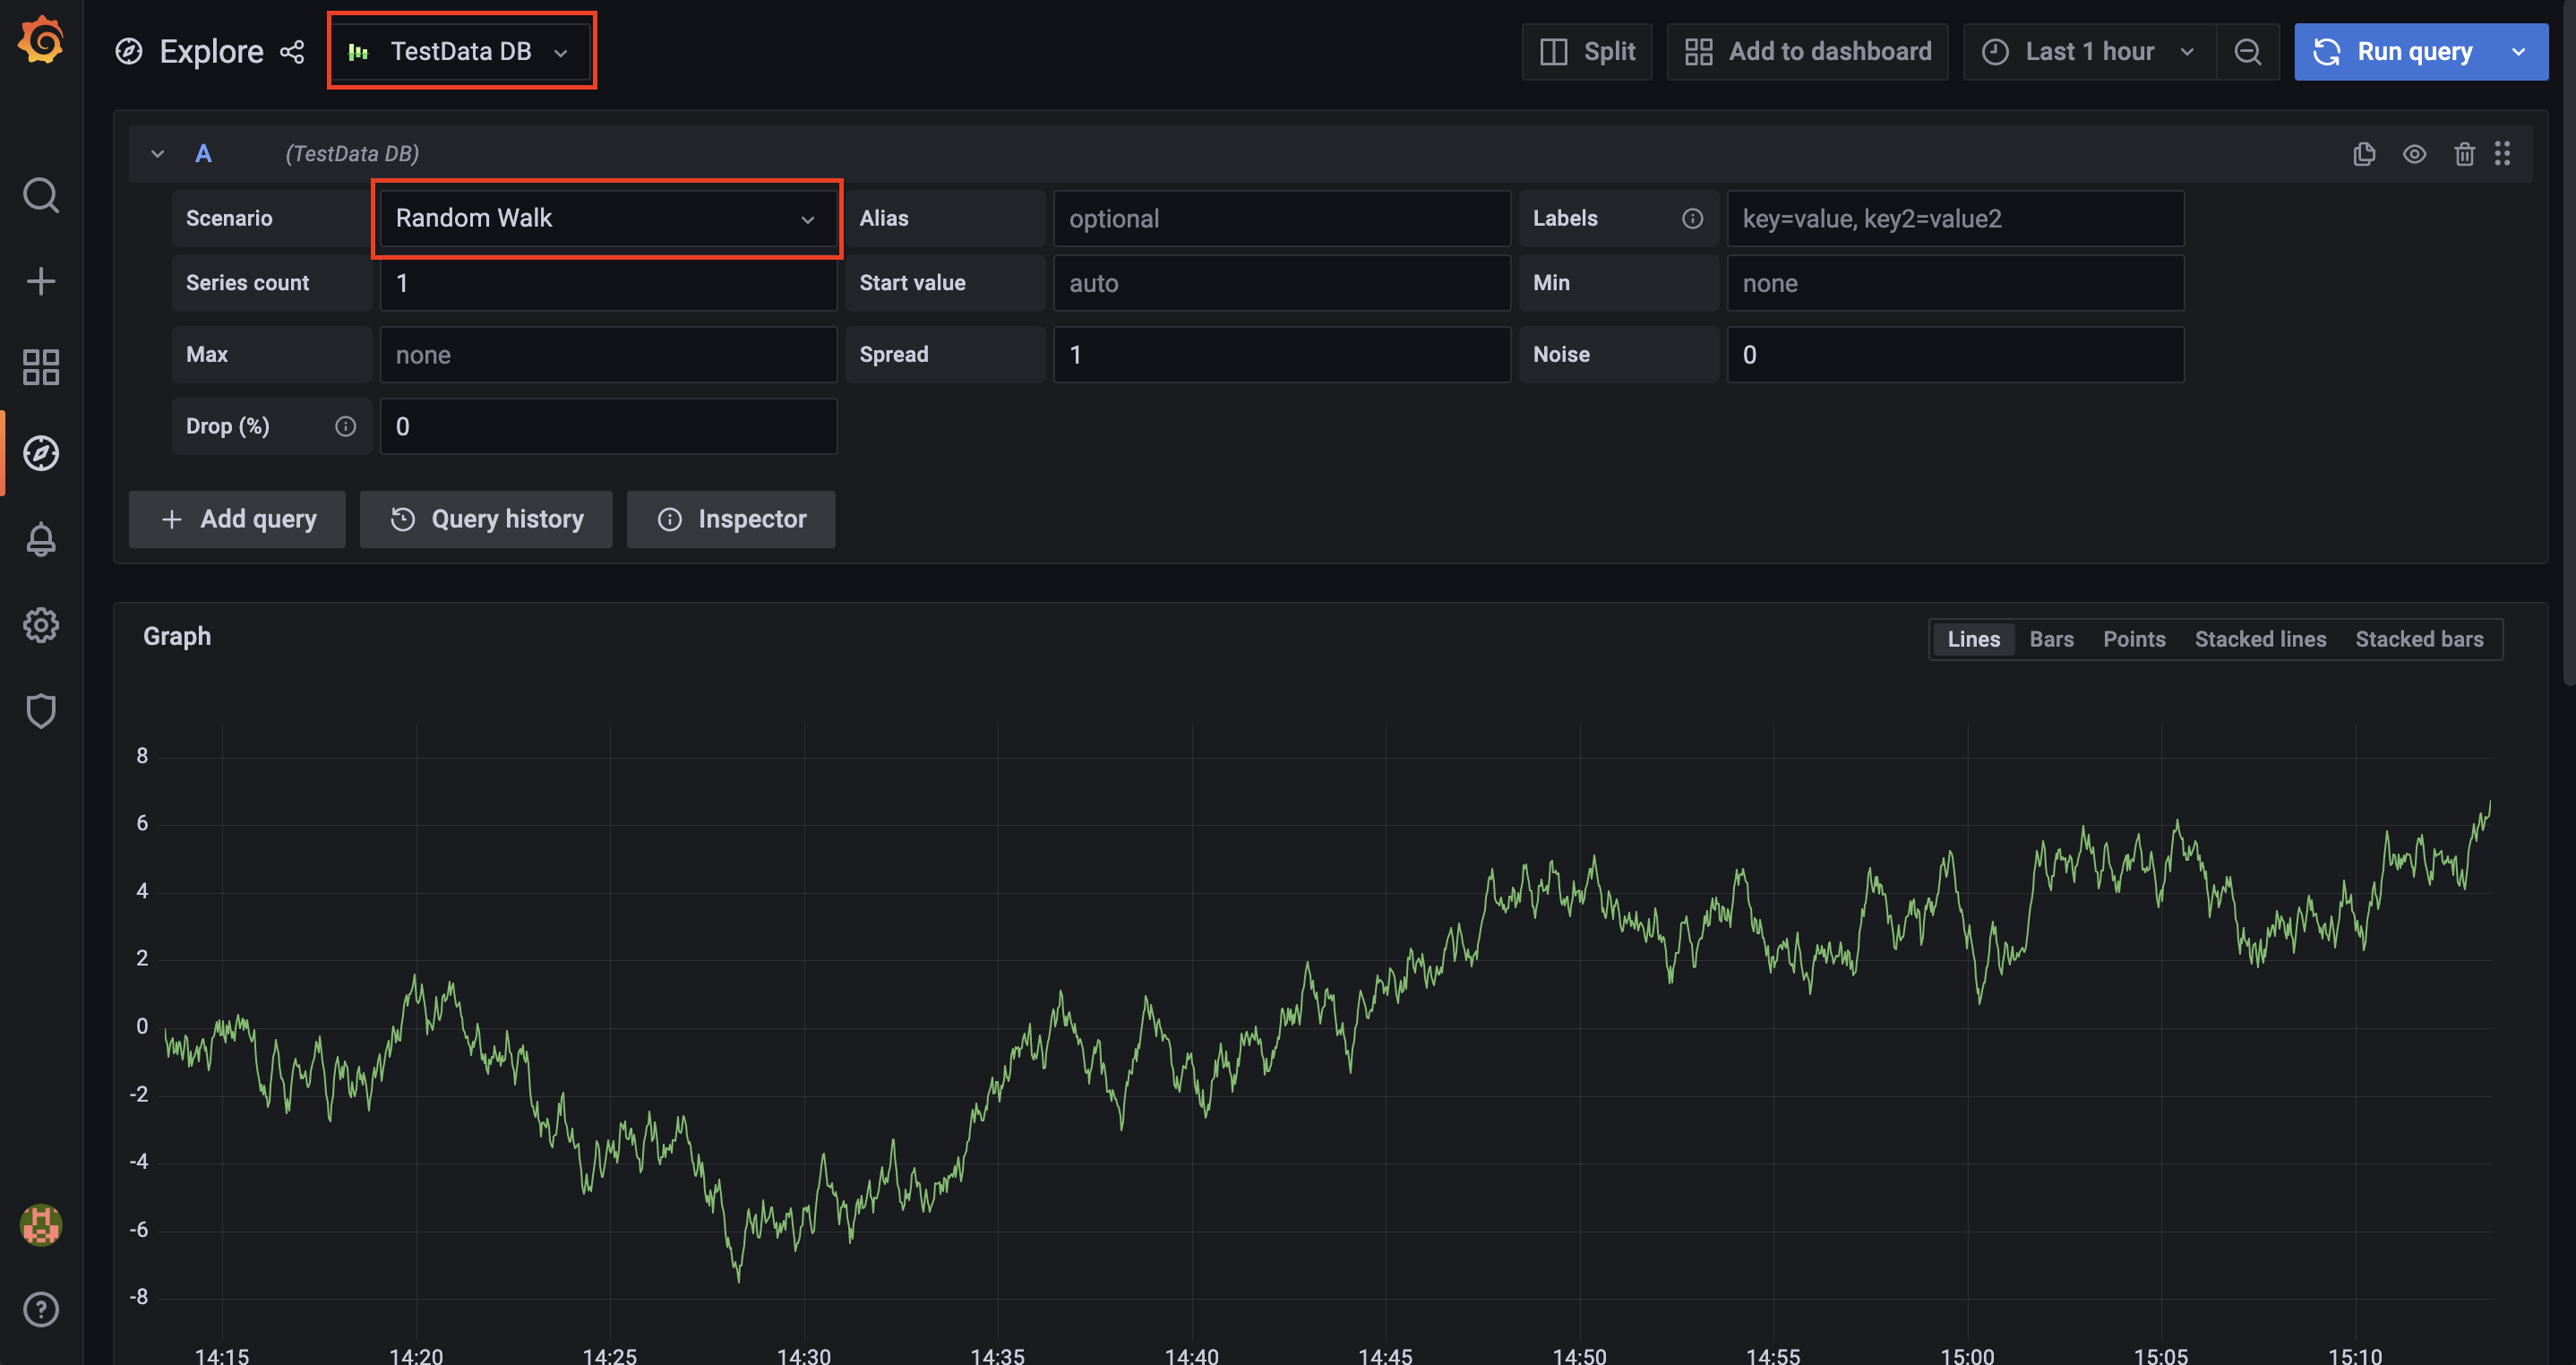 Explore TestData DB Split Add to dashboard Last 1 hour Run query
A (TestData DB)
Scenario Random Walk Alias optional Labels key=value, key2=value2
Series count 1 Start value auto Min none
Max none Spread 1 Noise 0
Drop (%) 0
Add query Query history Inspector
Graph Lines Bars Points Stacked lines Stacked bars
8
6
4
2
0
-2
-4
-6
-8
14:15 14:20 14:25 14:30 14:35 14:40 14:45 14:50 14:55 15:00 15:05 15:10